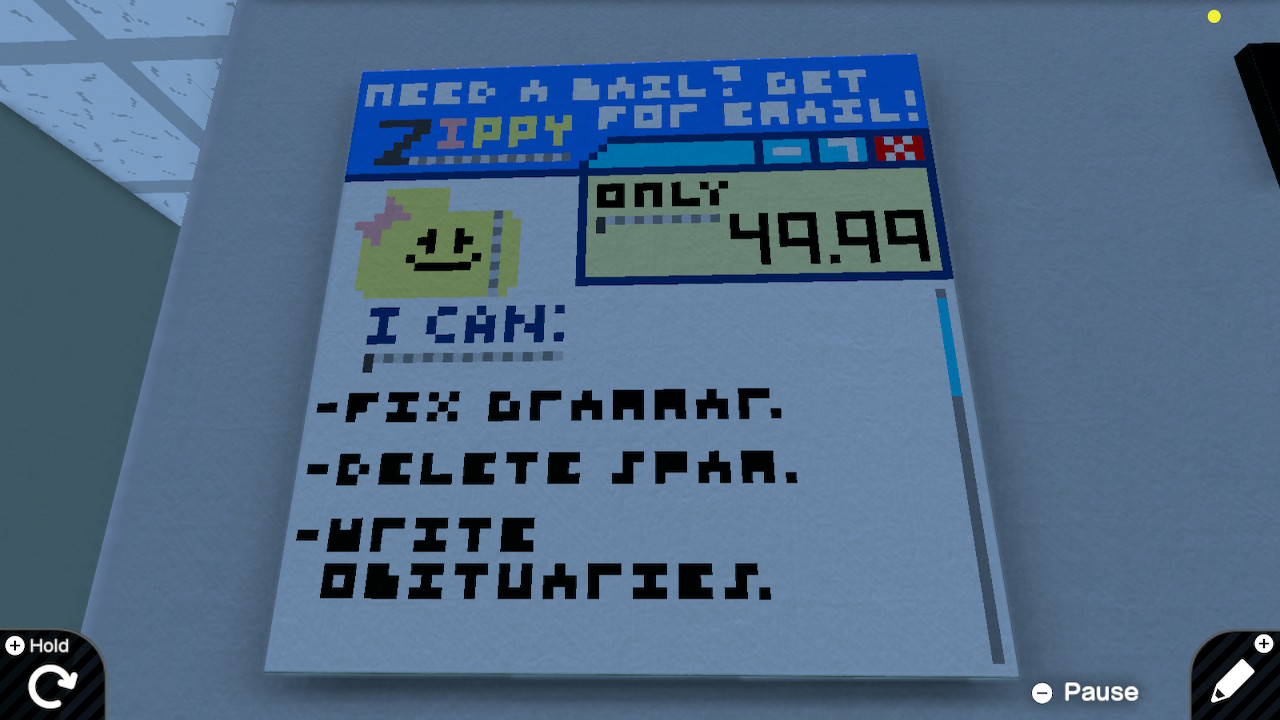 NEED A BAIL? GET
ZIPPY FOR EMAIL!
ONLY
49.99
I CAN:
-FIX GRAMMAR.
-DELETE SPAM.
-WRITE
OBITUARIES.
Hold
Pause